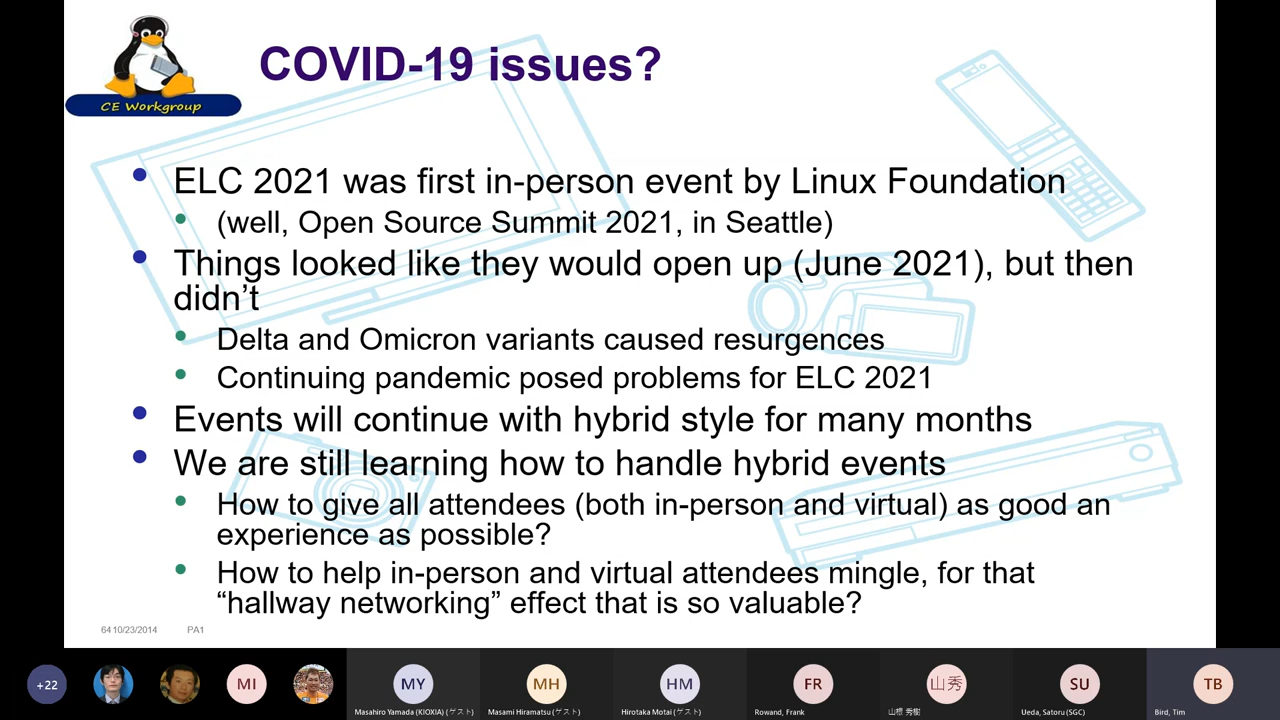 CE Workgroup
COVID-19 issues?
ELC 2021 was first in-person event by Linux Foundation
(well, Open Source Summit 2021, in Seattle)
Things looked like they would open up (June 2021), but then
didn’t
Delta and Omicron variants caused resurgences
Continuing pandemic posed problems for ELC 2021
Events will continue with hybrid style for many months
We are still learning how to handle hybrid events
How to give all attendees (both in-person and virtual) as good an
experience as possible?
How to help in-person and virtual attendees mingle, for that
“hallway networking” effect that is so valuable?
64 10/23/2014 PA1
+22 MI MY MH HM FR 山秀 SU TB
Masahiro Yamada (KIOXIA) (ゲスト) Masami Hiramatsu (ゲスト) Hirotaka Motai (ゲスト) Rowand, Frank 山根 秀樹 Ueda, Satoru (SGC) Bird, Tim